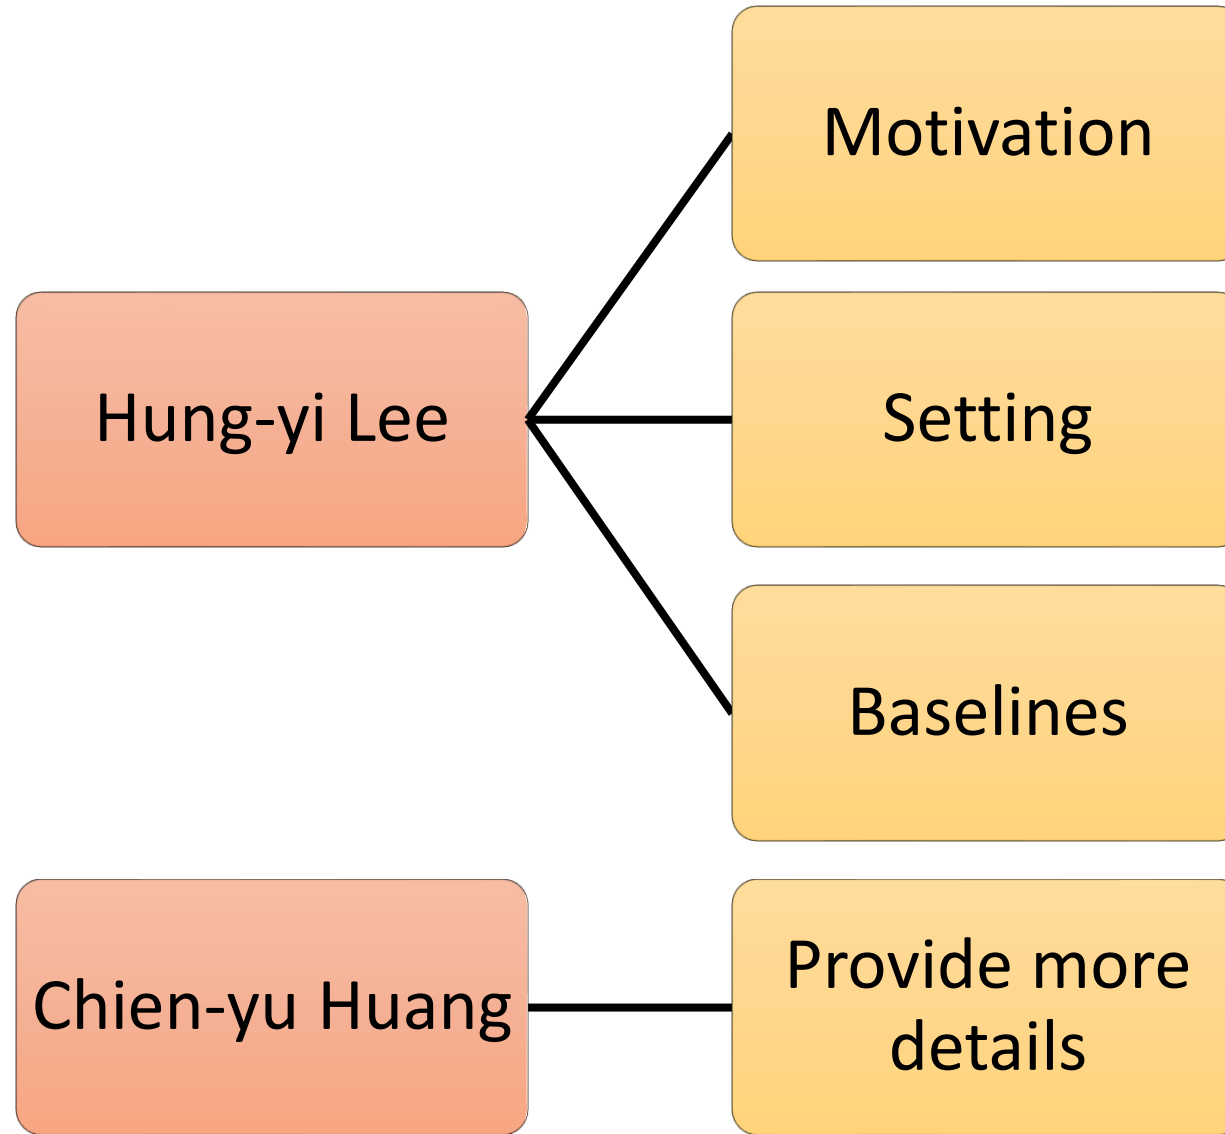 Hung-yi Lee
Motivation
Setting
Baselines
Chien-yu Huang
Provide more
details